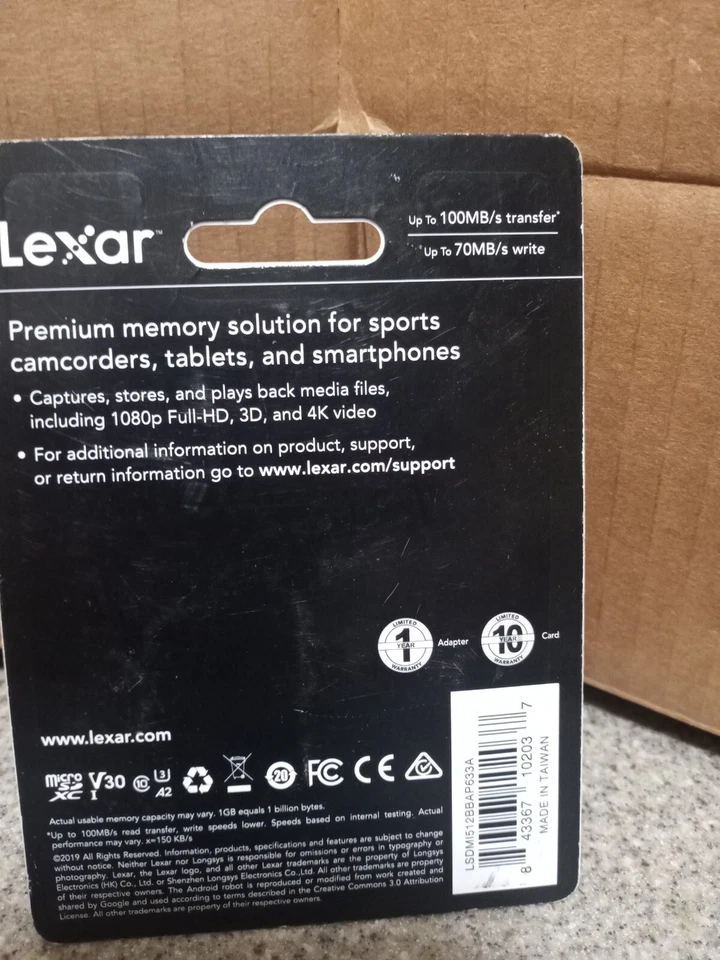 Lexar™
Up To 100MB/s transfer*
Up To 70MB/s write
Premium memory solution for sports
camcorders, tablets, and smartphones
• Captures, stores, and plays back media files,
including 1080p Full-HD, 3D, and 4K video
• For additional information on product, support,
or return information go to www.lexar.com/support
LIMITED
1
YEAR
WARRANTY
Adapter
LIMITED
10
YEAR
WARRANTY
Card
www.lexar.com
micro SD XC I V30 10 U3 A2 20 FC CE
Actual usable memory capacity may vary. 1GB equals 1 billion bytes.
*Up to 100MB/s read transfer, write speeds lower. Speeds based on internal testing. Actual
performance may vary. x=150 KB/s
©2019 All Rights Reserved. Information, products, specifications and features are subject to change
without notice. Neither Lexar nor Longsys is responsible for omissions or errors in typography or
photography. Lexar, the Lexar logo, and all other Lexar trademarks are the property of Longsys
Electronics (HK) Co., Ltd. or Shenzhen Longsys Electronics Co.,Ltd. All other trademarks are property
of their respective owners. The Android robot is reproduced or modified from work created and
shared by Google and used according to terms described in the Creative Commons 3.0 Attribution
License. All other trademarks are property of their respective owners.
LSDMI512BBAP633A
8 43367 10203 7
MADE IN TAIWAN